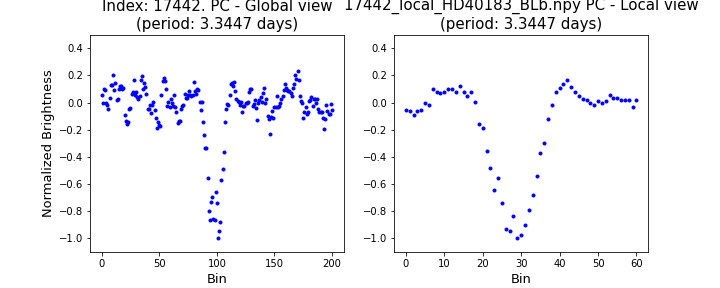 Index: 17442. PC - Global view
(period: 3.3447 days)
17442_local_HD40183_BLb.npy PC - Local view
(period: 3.3447 days)
Normalized Brightness
0.4
0.2
0.0
−0.2
−0.4
−0.6
−0.8
−1.0
0 50 100 150 200
Bin
0.4
0.2
0.0
−0.2
−0.4
−0.6
−0.8
−1.0
0 10 20 30 40 50 60
Bin